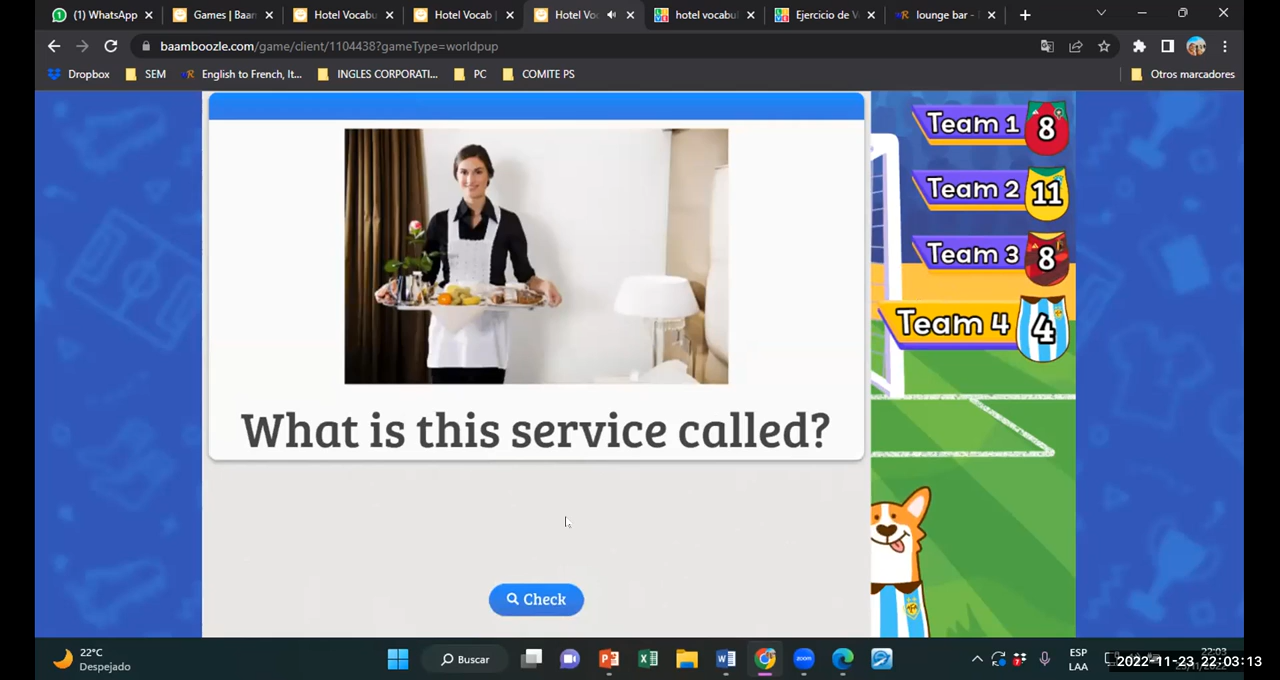 (1) WhatsApp
Games | Baam
Hotel Vocabu
Hotel Vocab |
Hotel Voc
hotel vocabul
Ejercicio de V
lounge bar -
baamboozle.com/game/client/1104438?gameType=worldpup
Dropbox
SEM
English to French, It...
INGLES CORPORATI...
PC
COMITE PS
Otros marcadores
What is this service called?
Check
Team 1 8
Team 2 11
Team 3 8
Team 4 4
22°C
Despejado
Buscar
ESP
LAA
22:03
2022-11-23 22:03:13